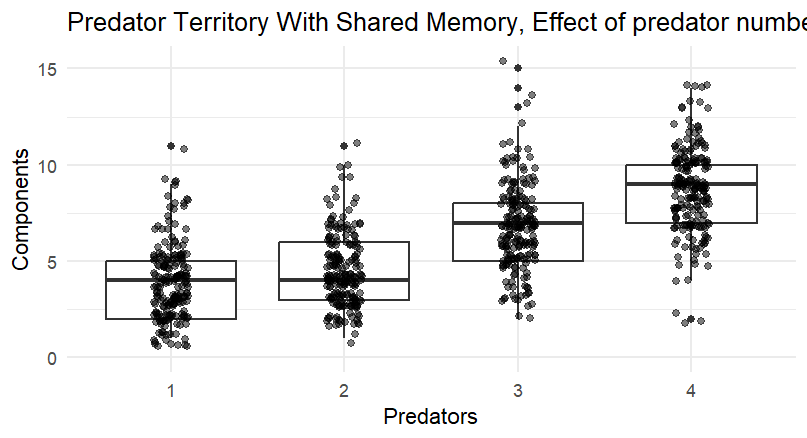 Predator Territory With Shared Memory, Effect of predator numbe
15
10
5
0
Components
1 2 3 4
Predators